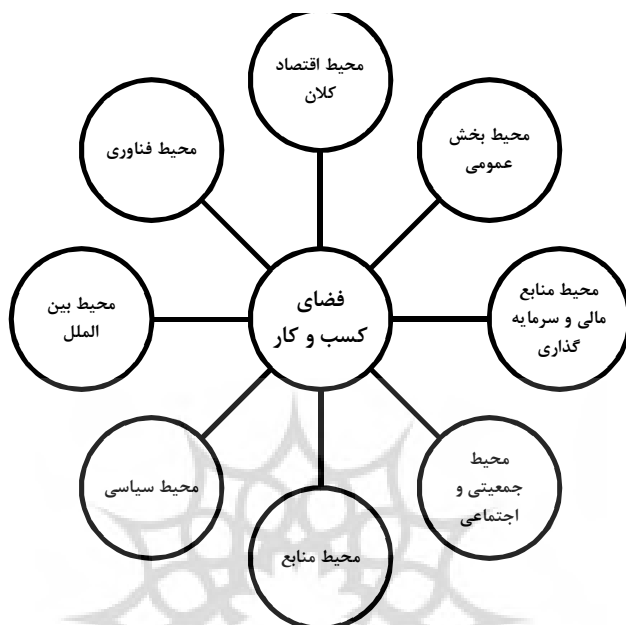 محیط اقتصاد
کلان
محیط بخش
عمومی
محیط فناوری
محیط منابع
مالی و سرمایه
گذاری
فضای
کسب و کار
محیط بین
الملل
محیط
جمعیتی و
اجتماعی
محیط سیاسی
محیط منابع